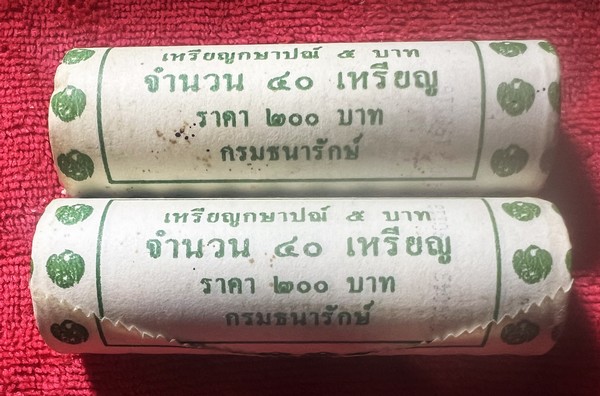 เหรียญกษาปณ์ ๕ บาท
จำนวน ๔๐ เหรียญ
ราคา ๒๐๐ บาท
กรมธนารักษ์
เหรียญกษาปณ์ ๕ บาท
จำนวน ๔๐ เหรียญ
ราคา ๒๐๐ บาท
กรมธนารักษ์